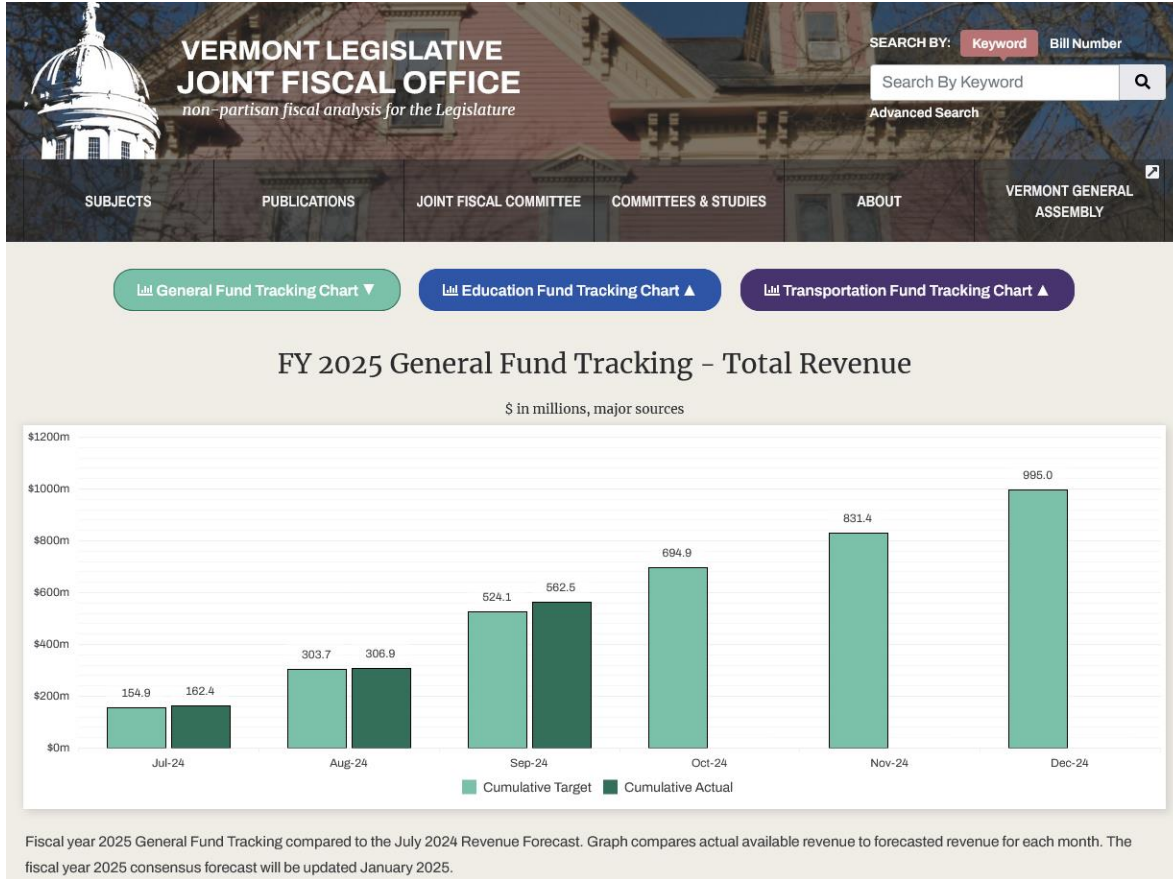 VERMONT LEGISLATIVE
JOINT FISCAL OFFICE
non-partisan fiscal analysis for the Legislature
SEARCH BY: Keyword Bill Number
Search By Keyword
Advanced Search
SUBJECTS PUBLICATIONS JOINT FISCAL COMMITTEE COMMITTEES & STUDIES ABOUT VERMONT GENERAL
ASSEMBLY
General Fund Tracking Chart ▼ Education Fund Tracking Chart ▲ Transportation Fund Tracking Chart ▲
FY 2025 General Fund Tracking - Total Revenue
$ in millions, major sources
$1200m
$1000m
$800m
$600m
$400m
$200m
$0m
154.9 162.4
303.7 306.9
524.1 562.5
694.9
831.4
995.0
Jul-24 Aug-24 Sep-24 Oct-24 Nov-24 Dec-24
Cumulative Target Cumulative Actual
Fiscal year 2025 General Fund Tracking compared to the July 2024 Revenue Forecast. Graph compares actual available revenue to forecasted revenue for each month. The
fiscal year 2025 consensus forecast will be updated January 2025.